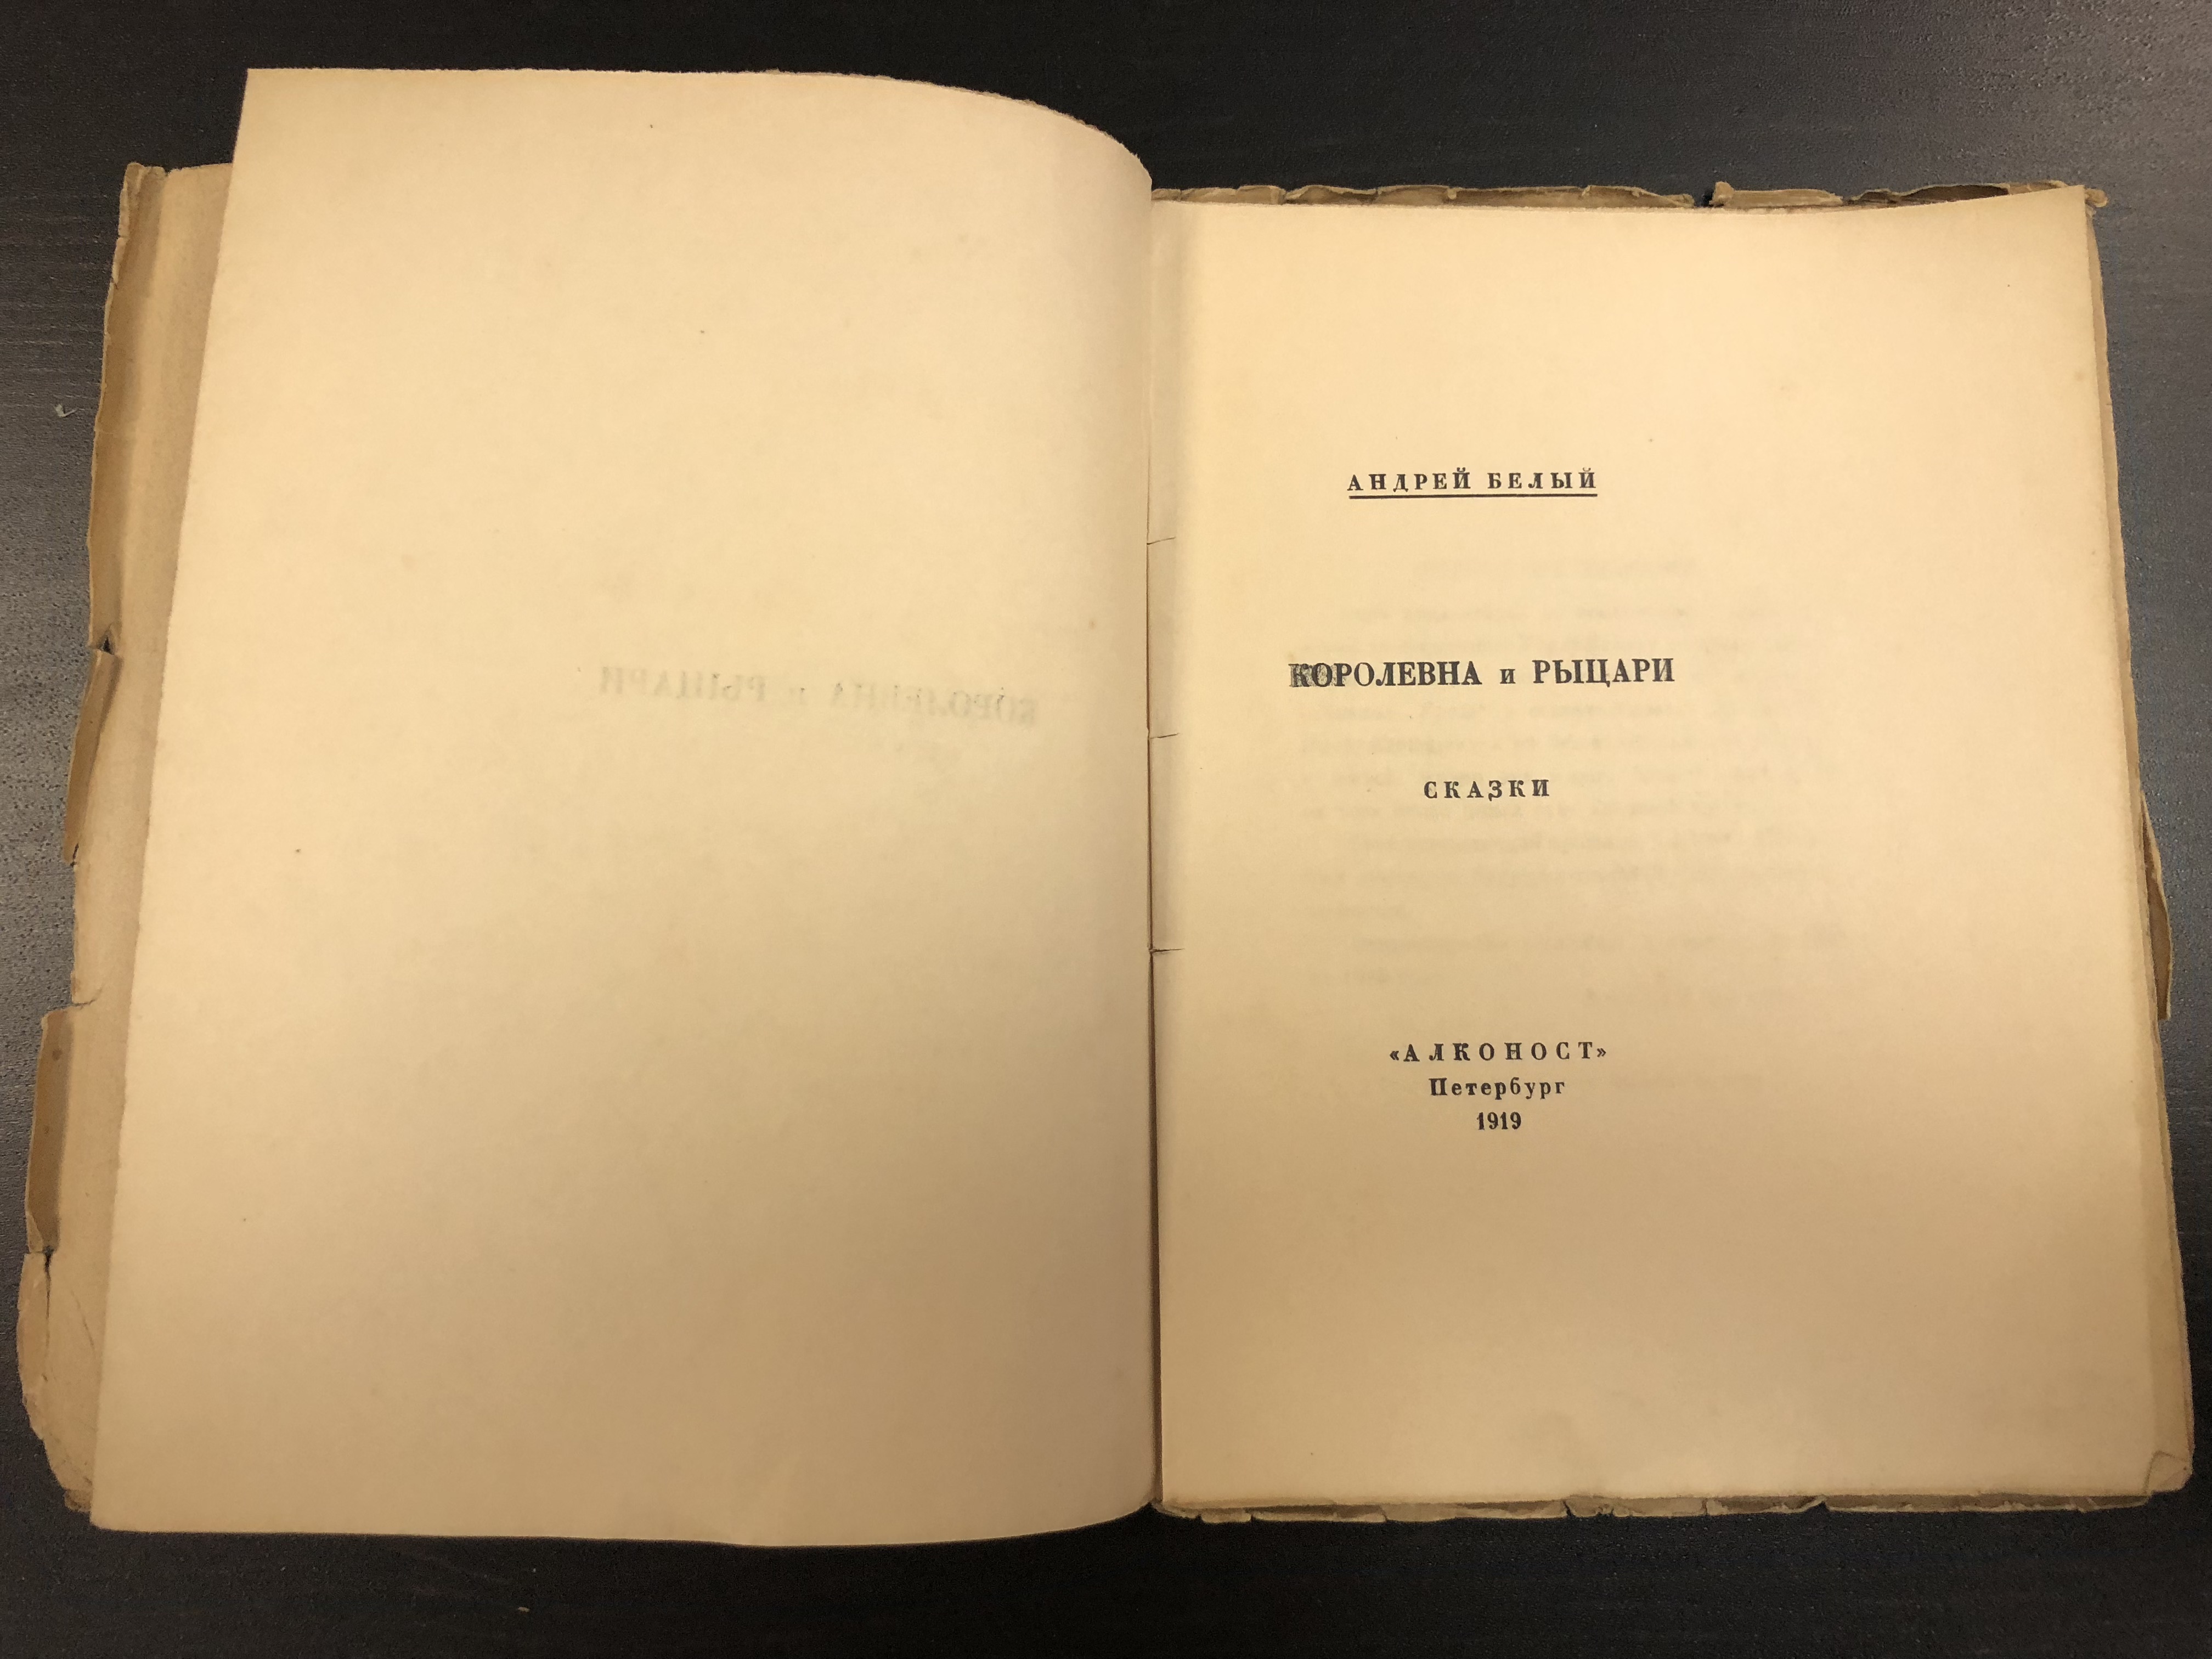 АНДРЕЙ БЕЛЫЙ
КОРОЛЕВНА и РЫЦАРИ
СКАЗКИ
«АЛКОНОСТ»
Петербург
1919